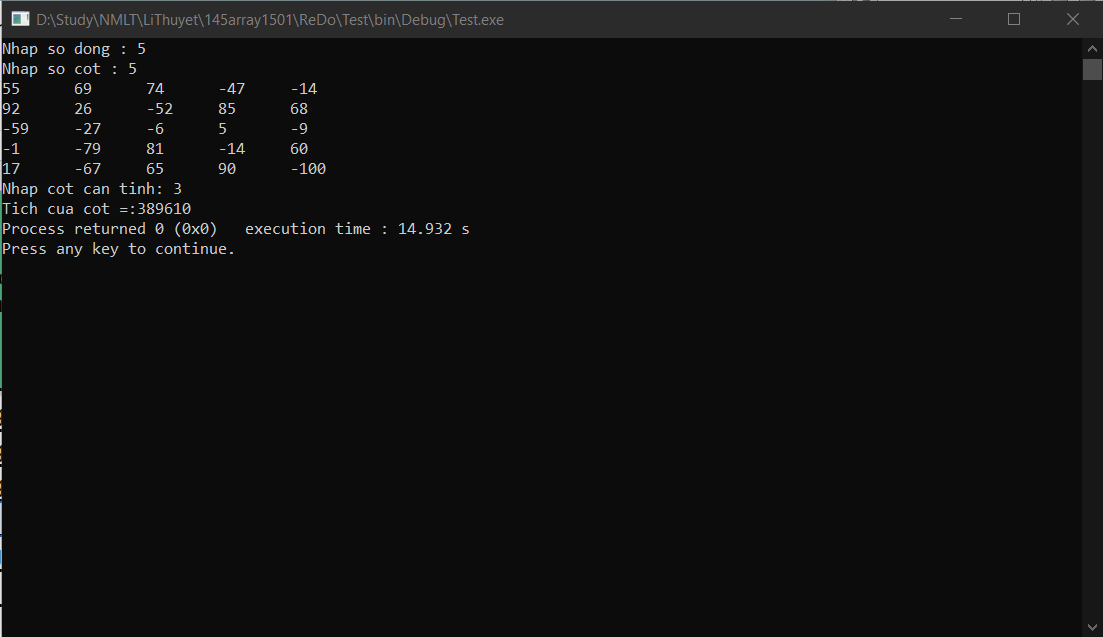 D:\Study\NMLT\LiThuyet\145array1501\ReDo\Test\bin\Debug\Test.exe
Nhap so dong : 5
Nhap so cot : 5
55 69 74 -47 -14
92 26 -52 85 68
-59 -27 -6 5 -9
-1 -79 81 -14 60
17 -67 65 90 -100
Nhap cot can tinh: 3
Tich cua cot =:389610
Process returned 0 (0x0) execution time : 14.932 s
Press any key to continue.